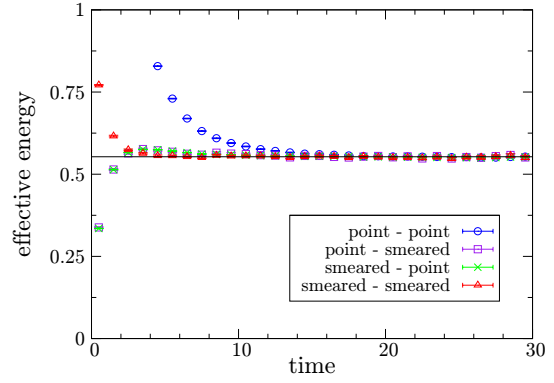 1
0.75
0.5
0.25
0
effective energy
point - point
point - smeared
smeared - point
smeared - smeared
0 10 20 30
time